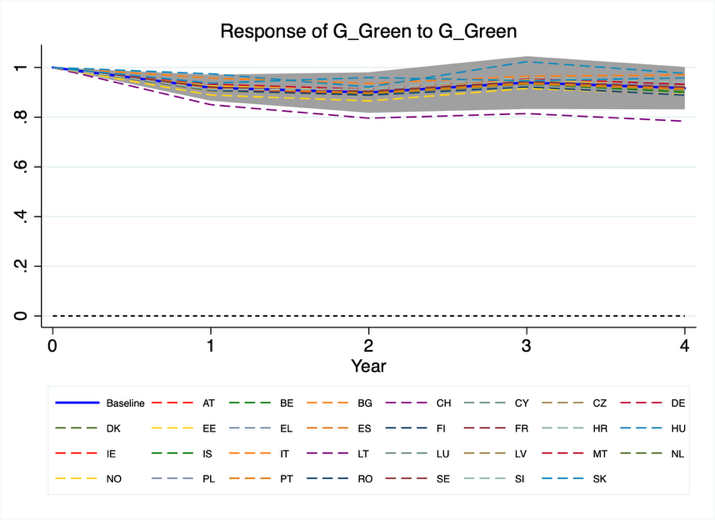 Response of G_Green to G_Green
1
.8
.6
.4
.2
0
0 1 2 3 4
Year
Baseline AT BE BG CH CY CZ DE
DK EE EL ES FI FR HR HU
IE IS IT LT LU LV MT NL
NO PL PT RO SE SI SK